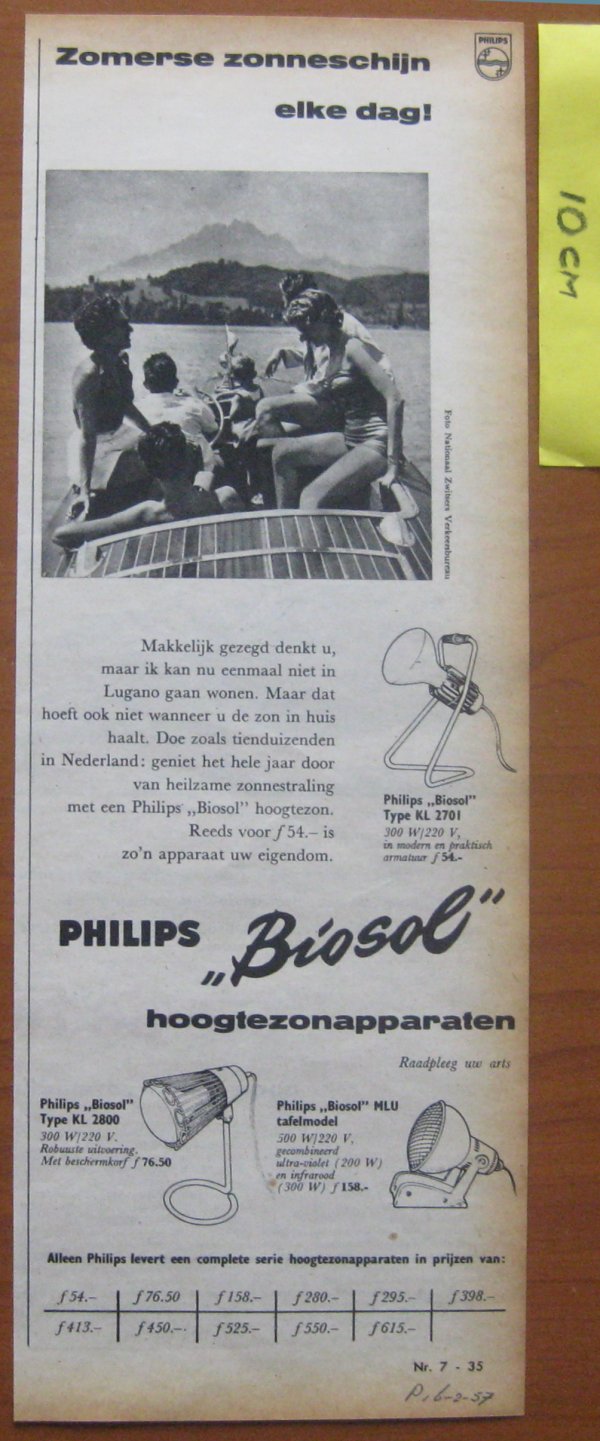 Zomerse zonneschijn
elke dag!
PHILIPS
10 CM
Foto Nationaal Zwitsers Verkeersbureau
Makkelijk gezegd denkt u,
maar ik kan nu eenmaal niet in
Lugano gaan wonen. Maar dat
hoeft ook niet wanneer u de zon in huis
haalt. Doe zoals tienduizenden
in Nederland: geniet het hele jaar door
van heilzame zonnestraling
met een Philips „Biosol" hoogtezon.
Reeds voor f 54.– is
zo'n apparaat uw eigendom.
Philips „Biosol"
Type KL 2701
300 W/220 V,
in modern en praktisch
armatuur f 54.-
PHILIPS „Biosol"
hoogtezonapparaten
Raadpleeg uw arts
Philips „Biosol"
Type KL 2800
300 W/220 V.
Robuuste uitvoering.
Met beschermkorf f 76.50
Philips „Biosol" MLU
tafelmodel
500 W/220 V,
gecombineerd
ultra-violet (200 W)
en infrarood
(300 W) f 158.-
Alleen Philips levert een complete serie hoogtezonapparaten in prijzen van:
f 54.– f 76.50 f 158.– f 280.– f 295.– f 398.–
f 413.– f 450.–. f 525.– f 550.– f 615.–
Nr. 7 - 35
P, 6-2-57